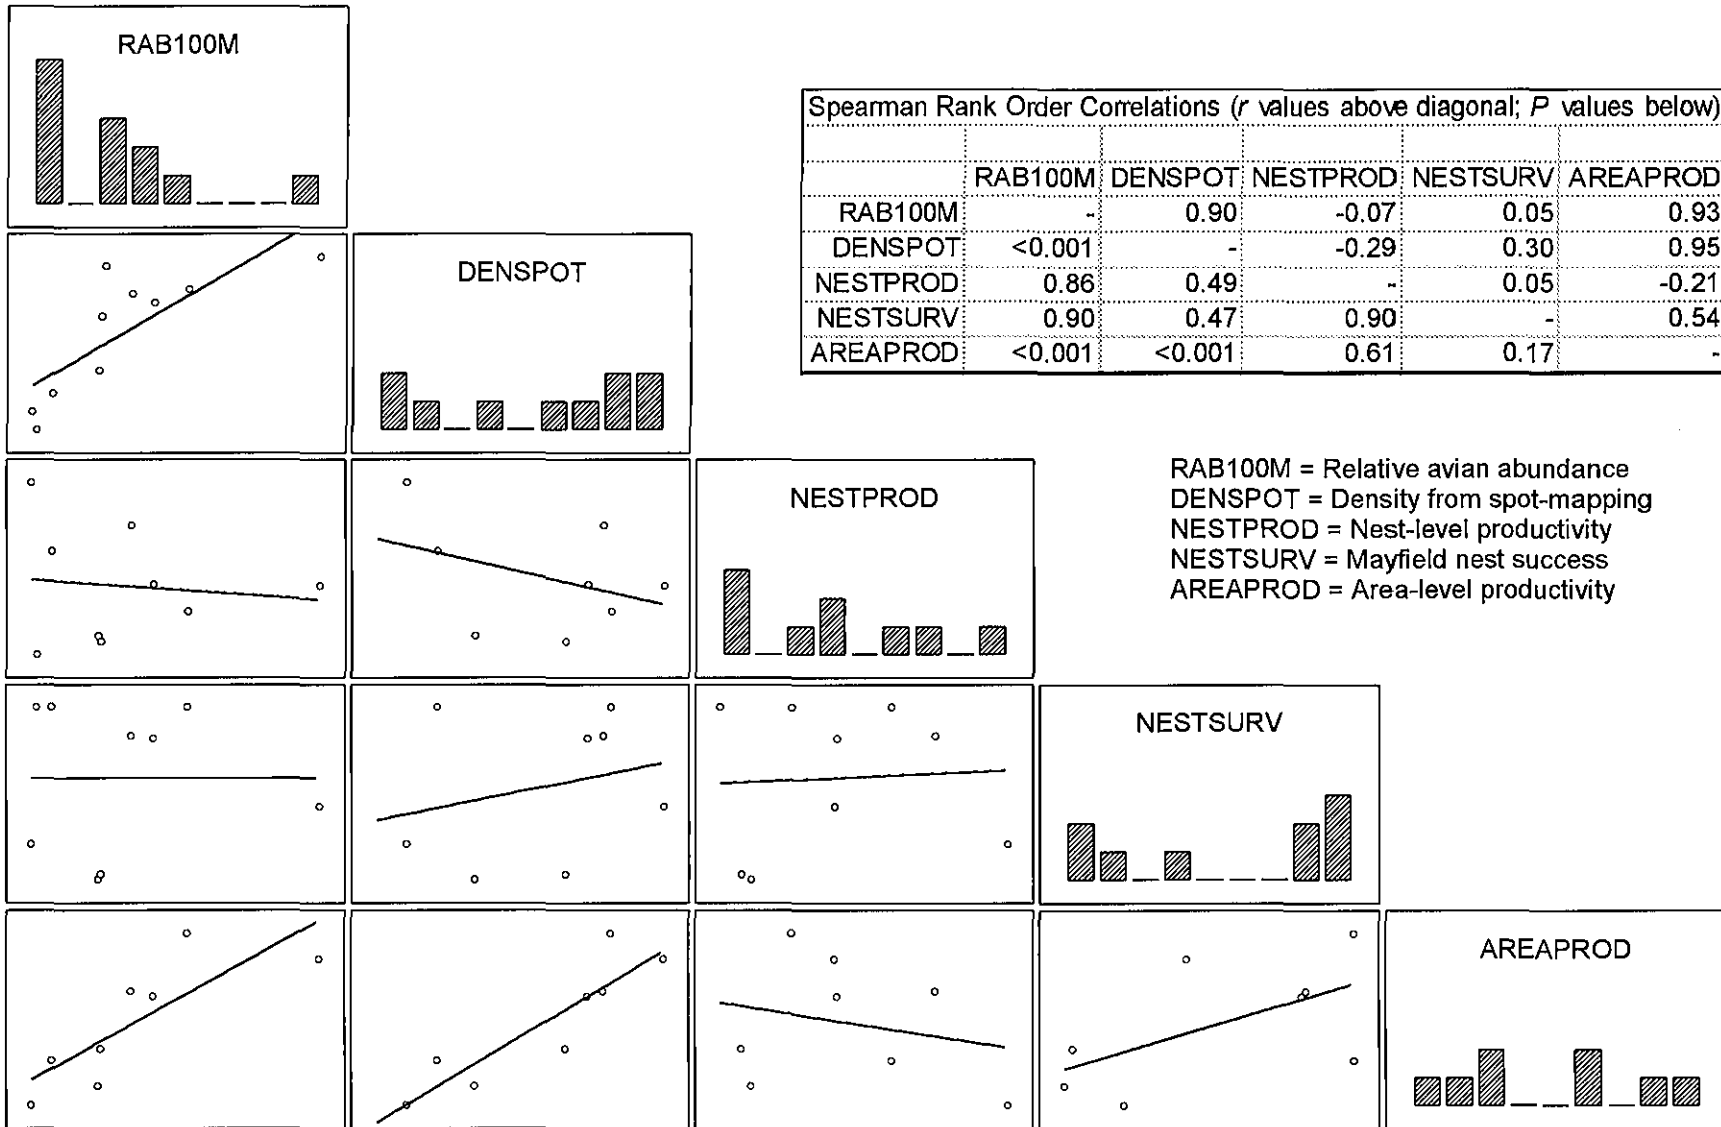 RAB100M
Spearman Rank Order Correlations (r values above diagonal; P values below)
RAB100M DENSPOT NESTPROD NESTSURV AREAPROD
RAB100M - 0.90 -0.07 0.05 0.93
DENSPOT <0.001 - -0.29 0.30 0.95
NESTPROD 0.86 0.49 - 0.05 -0.21
NESTSURV 0.90 0.47 0.90 - 0.54
AREAPROD <0.001 <0.001 0.61 0.17 -
DENSPOT
NESTPROD
RAB100M = Relative avian abundance
DENSPOT = Density from spot-mapping
NESTPROD = Nest-level productivity
NESTSURV = Mayfield nest success
AREAPROD = Area-level productivity
NESTSURV
AREAPROD